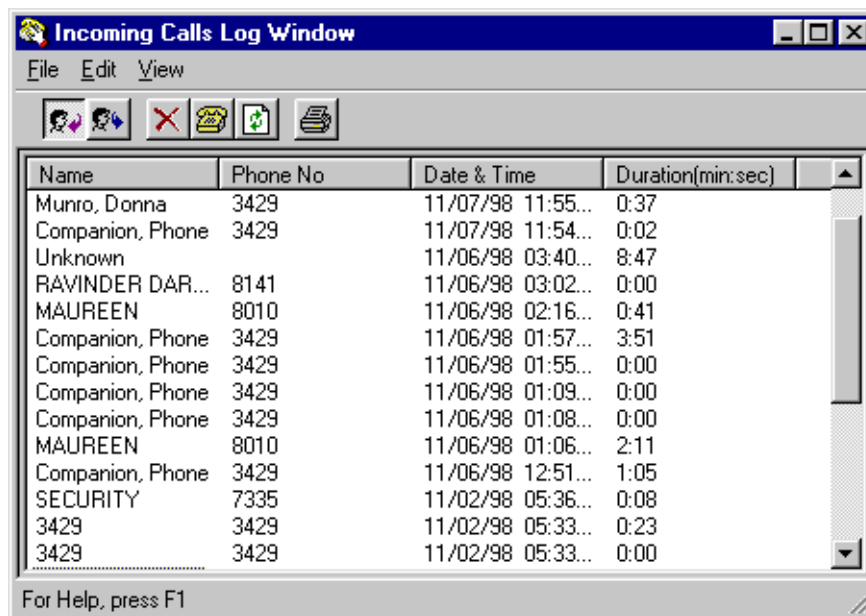 Incoming Calls Log Window
File Edit View
Name Phone No Date & Time Duration(min:sec)
Munro, Donna 3429 11/07/98 11:55... 0:37
Companion, Phone 3429 11/07/98 11:54... 0:02
Unknown 11/06/98 03:40... 8:47
RAVINDER DAR... 8141 11/06/98 03:02... 0:00
MAUREEN 8010 11/06/98 02:16... 0:41
Companion, Phone 3429 11/06/98 01:57... 3:51
Companion, Phone 3429 11/06/98 01:55... 0:00
Companion, Phone 3429 11/06/98 01:09... 0:00
Companion, Phone 3429 11/06/98 01:08... 0:00
MAUREEN 8010 11/06/98 01:06... 2:11
Companion, Phone 3429 11/06/98 12:51... 1:05
SECURITY 7335 11/02/98 05:36... 0:08
3429 3429 11/02/98 05:33... 0:23
3429 3429 11/02/98 05:33... 0:00
For Help, press F1